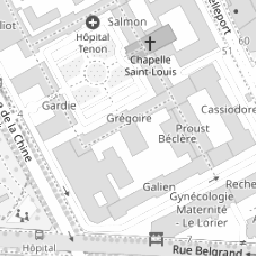 Salmon
Hôpital
Tenon
Chapelle
Saint-Louis
51
60
Gardie
Grégoire
Cassiodore
de la Chine
Proust
Béclère
Galien
Gynécologie
Maternité
- Le Lorier
Hôpital
Rue Belgrand